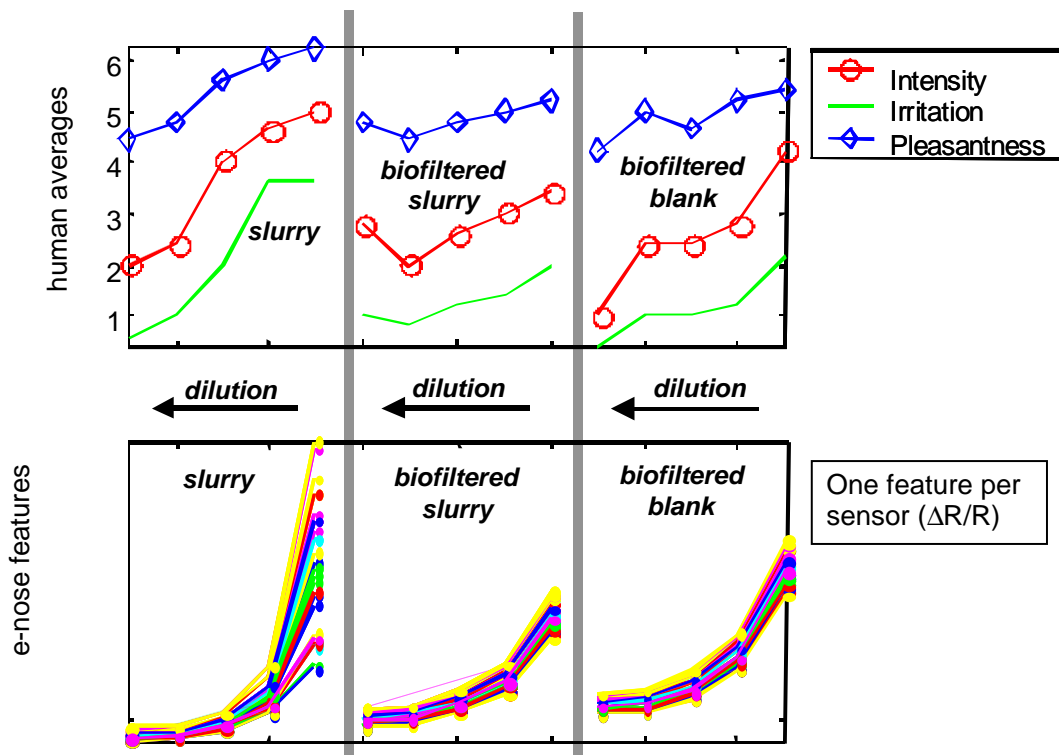 human averages
6
5
4
3
2
1
slurry
biofiltered
slurry
biofiltered
blank
Intensity
Irritation
Pleasantness
dilution
dilution
dilution
e-nose features
slurry
biofiltered
slurry
biofiltered
blank
One feature per
sensor (ΔR/R)